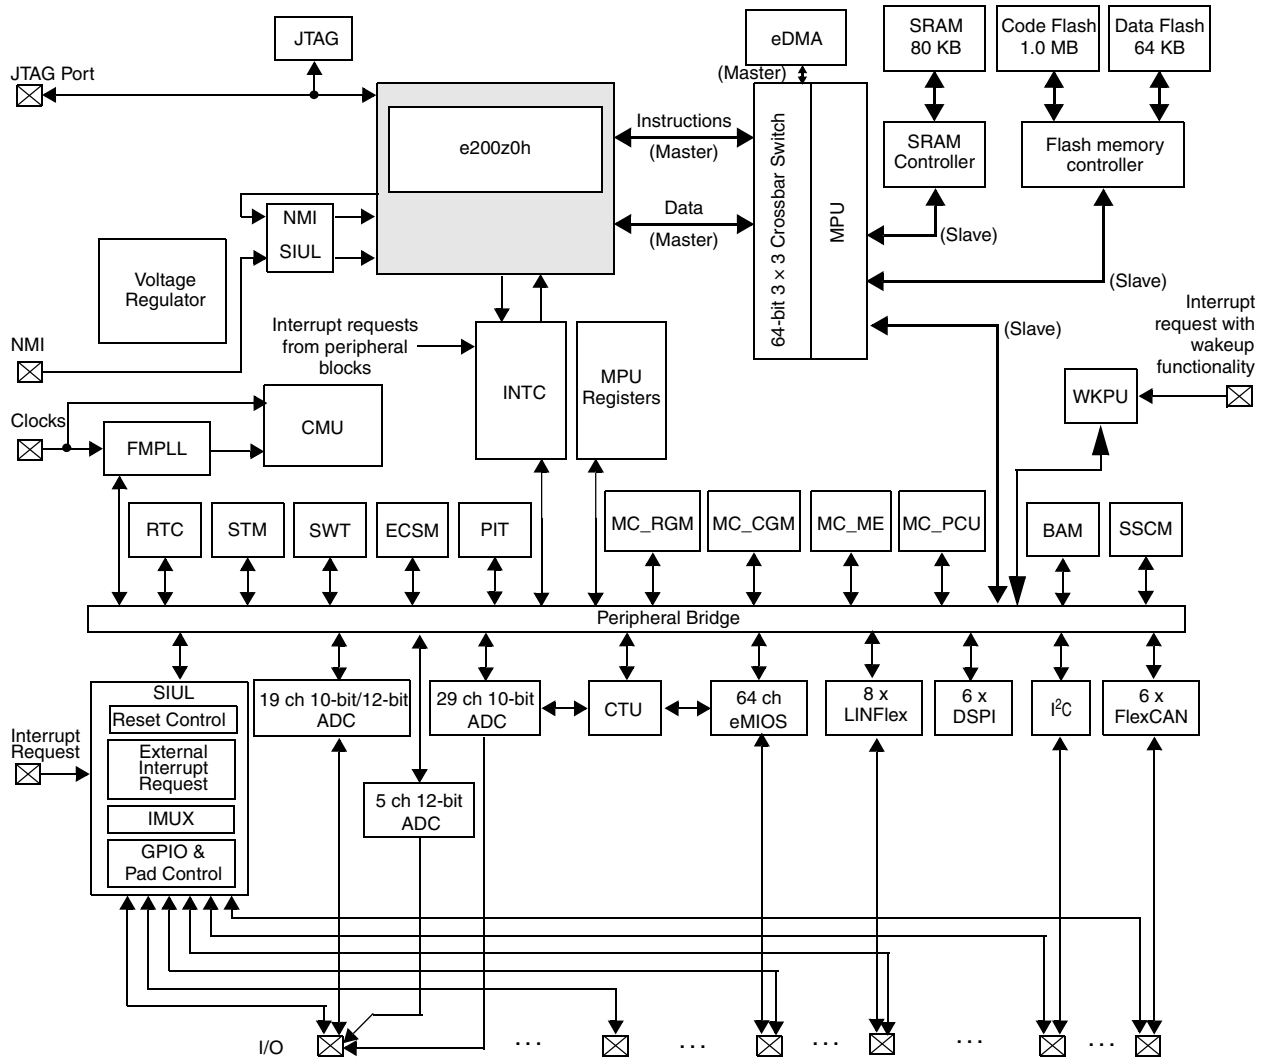 JTAG
eDMA
SRAM
80 KB
Code Flash
1.0 MB
Data Flash
64 KB
JTAG Port
(Master)
e200z0h
Instructions
(Master)
Data
(Master)
64-bit 3 × 3 Crossbar Switch
MPU
SRAM
Controller
Flash memory
controller
(Slave)
(Slave)
(Slave)
NMI
SIUL
Voltage
Regulator
NMI
Interrupt requests
from peripheral
blocks
INTC
MPU
Registers
Interrupt
request with
wakeup
functionality
WKPU
Clocks
FMPLL
CMU
RTC
STM
SWT
ECSM
PIT
MC_RGM
MC_CGM
MC_ME
MC_PCU
BAM
SSCM
Peripheral Bridge
SIUL
Reset Control
External
Interrupt
Request
IMUX
GPIO &
Pad Control
Interrupt
Request
19 ch 10-bit/12-bit
ADC
29 ch 10-bit
ADC
CTU
64 ch
eMIOS
8 x
LINFlex
6 x
DSPI
I²C
6 x
FlexCAN
5 ch 12-bit
ADC
I/O
. . .
. . .
. . .
. . .
. . .